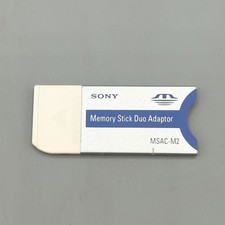 SONY
Memory Stick Duo Adaptor
MSAC-M2